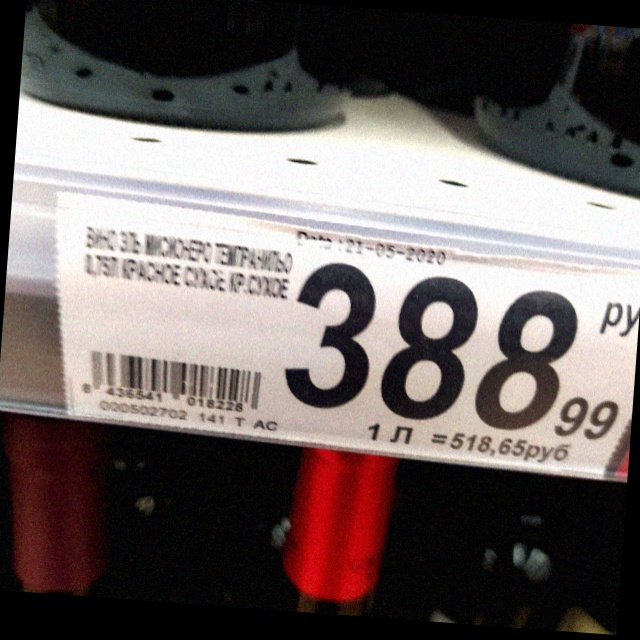 ВИНО ЭЛЬ МИСИОНЕРО ТЕМПРАНИЛЬО
0,75Л КРАСНОЕ СУХОЕ КР.СУХОЕ
Дата :21-05-2020
388 99 ру
8 436541 018228
000502702 141 Т АС
1 Л =518,65руб